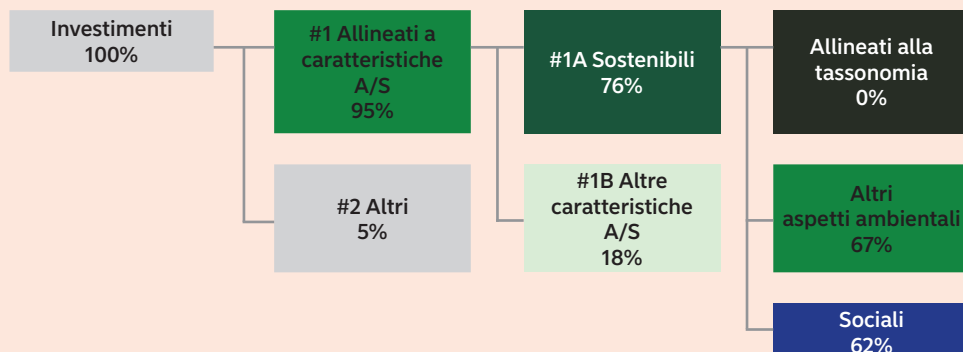 Investimenti
100%
#1 Allineati a
caratteristiche
A/S
95%
#1A Sostenibili
76%
Allineati alla
tassonomia
0%
#2 Altri
5%
#1B Altre
caratteristiche
A/S
18%
Altri
aspetti ambientali
67%
Sociali
62%